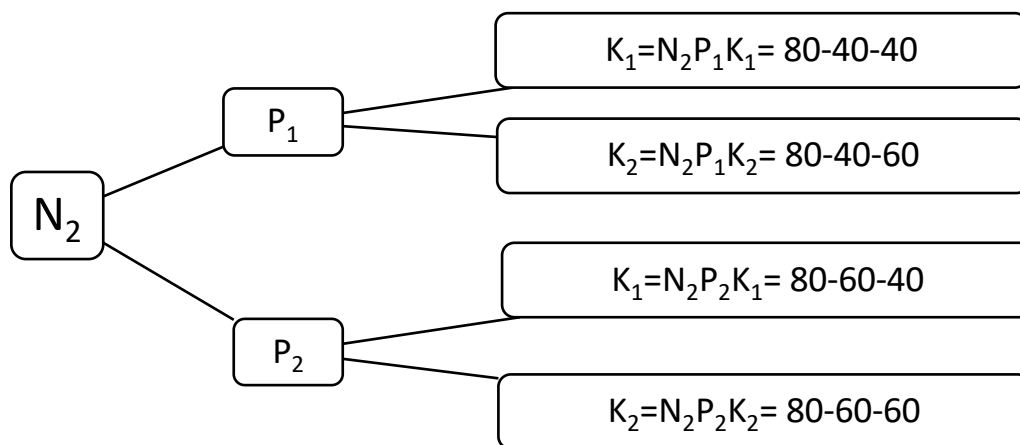 K₁=N₂P₁K₁= 80-40-40
P₁
K₂=N₂P₁K₂= 80-40-60
N₂
K₁=N₂P₂K₁= 80-60-40
P₂
K₂=N₂P₂K₂= 80-60-60